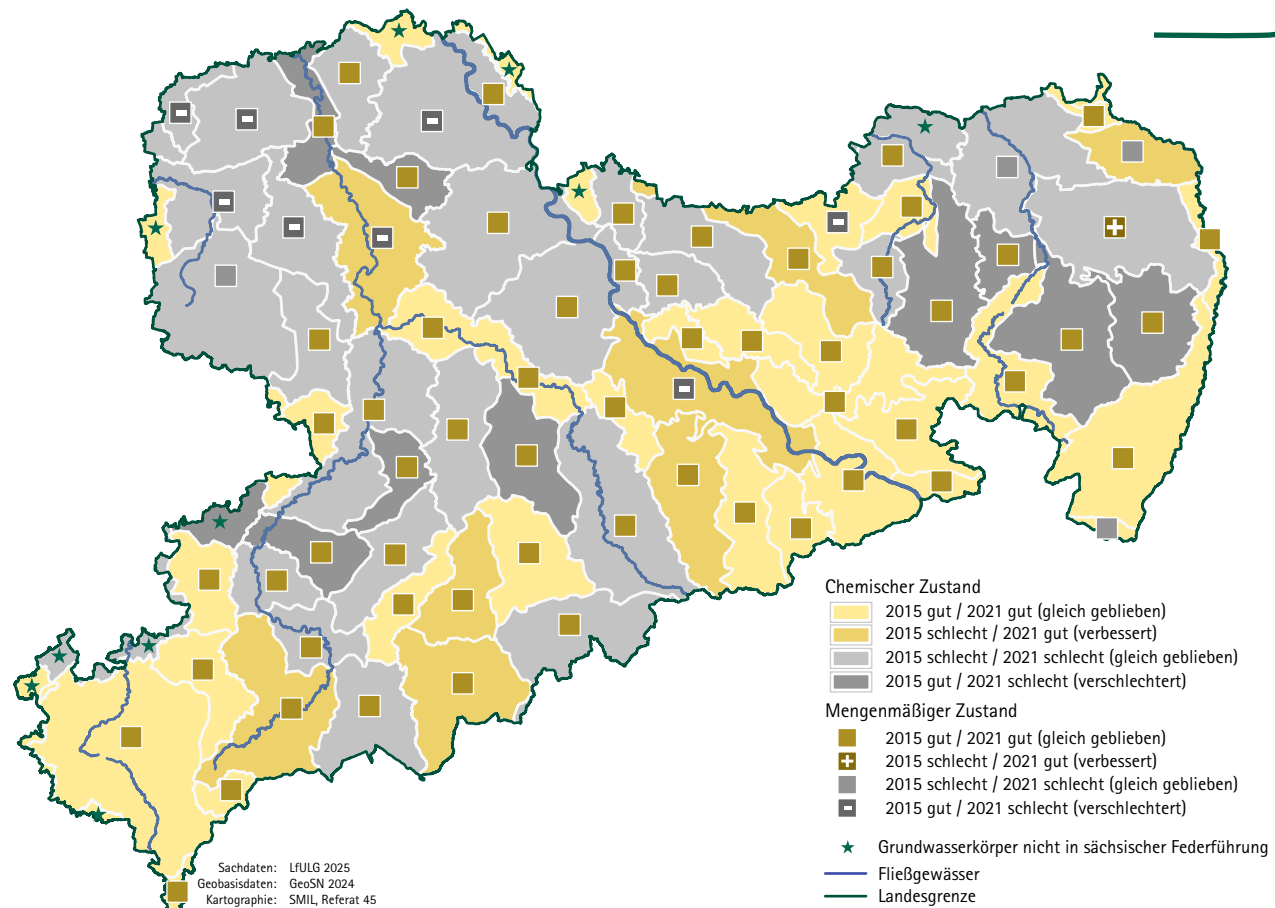 Chemischer Zustand
2015 gut / 2021 gut (gleich geblieben)
2015 schlecht / 2021 gut (verbessert)
2015 schlecht / 2021 schlecht (gleich geblieben)
2015 gut / 2021 schlecht (verschlechtert)
Mengenmäßiger Zustand
2015 gut / 2021 gut (gleich geblieben)
2015 schlecht / 2021 gut (verbessert)
2015 schlecht / 2021 schlecht (gleich geblieben)
2015 gut / 2021 schlecht (verschlechtert)
Grundwasserkörper nicht in sächsischer Federführung
Fließgewässer
Landesgrenze
Sachdaten: LfULG 2025
Geobasisdaten: GeoSN 2024
Kartographie: SMIL, Referat 45